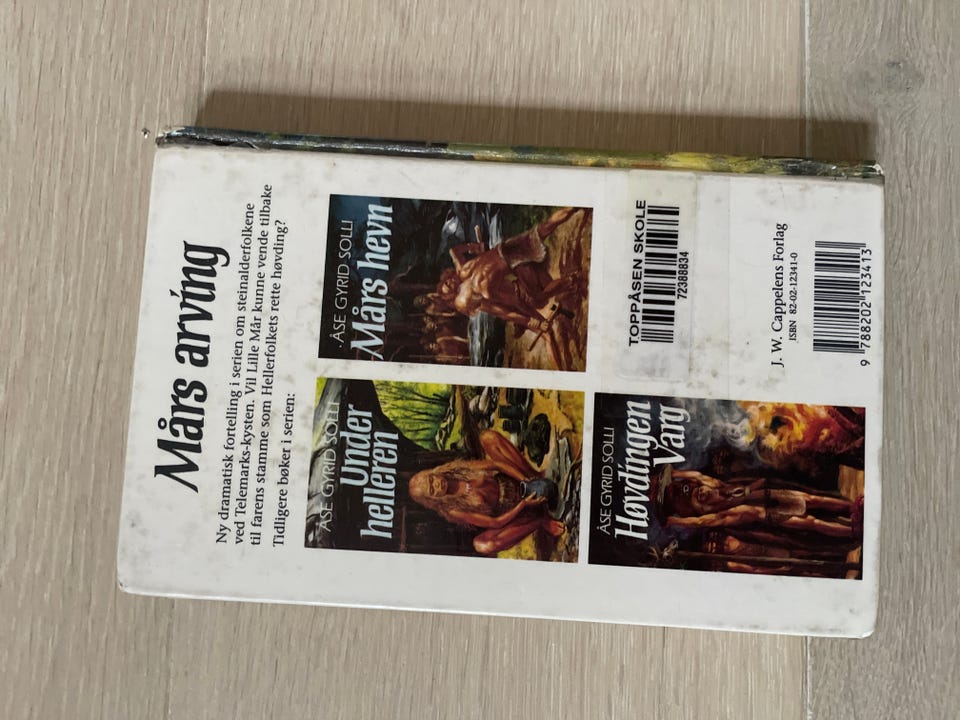 Mårs arving
Ny dramatisk fortelling i serien om steinalderfolkene
ved Telemarks-kysten. Vil Lille Mår kunne vende tilbake
til farens stamme som Hellerfolkets rette høvding?
Tidligere bøker i serien:
ÅSE GYRID SOLLI
Under
helleren
ÅSE GYRID SOLLI
Mårs hevn
ÅSE GYRID SOLLI
Høvdingen
Varg
TOPPÅSEN SKOLE
72388834
J. W. Cappelens Forlag
ISBN 82-02-12341-0
9 788202 123413